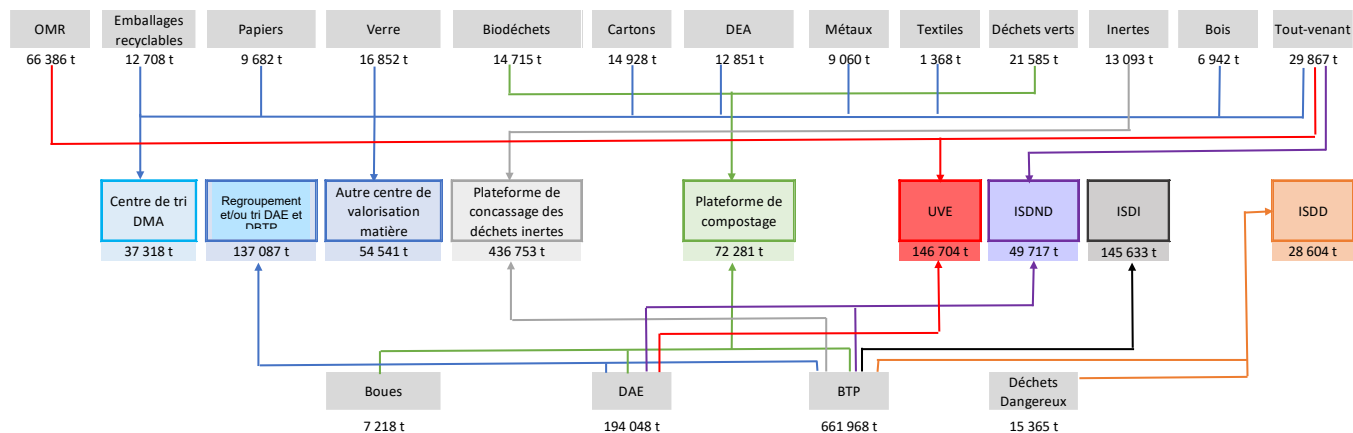 OMR
Emballages
recyclables
Papiers
Verre
Biodéchets
Cartons
DEA
Métaux
Textiles
Déchets verts
Inertes
Bois
Tout-venant
66 386 t
12 708 t
9 682 t
16 852 t
14 715 t
14 928 t
12 851 t
9 060 t
1 368 t
21 585 t
13 093 t
6 942 t
29 867 t
Centre de tri
DMA
37 318 t
Regroupement
et/ou tri DAE et
DBTP
137 087 t
Autre centre de
valorisation
matière
54 541 t
Plateforme de
concassage des
déchets inertes
436 753 t
Plateforme de
compostage
72 281 t
UVE
146 704 t
ISDND
49 717 t
ISDI
145 633 t
ISDD
28 604 t
Boues
7 218 t
DAE
194 048 t
BTP
661 968 t
Déchets
Dangereux
15 365 t